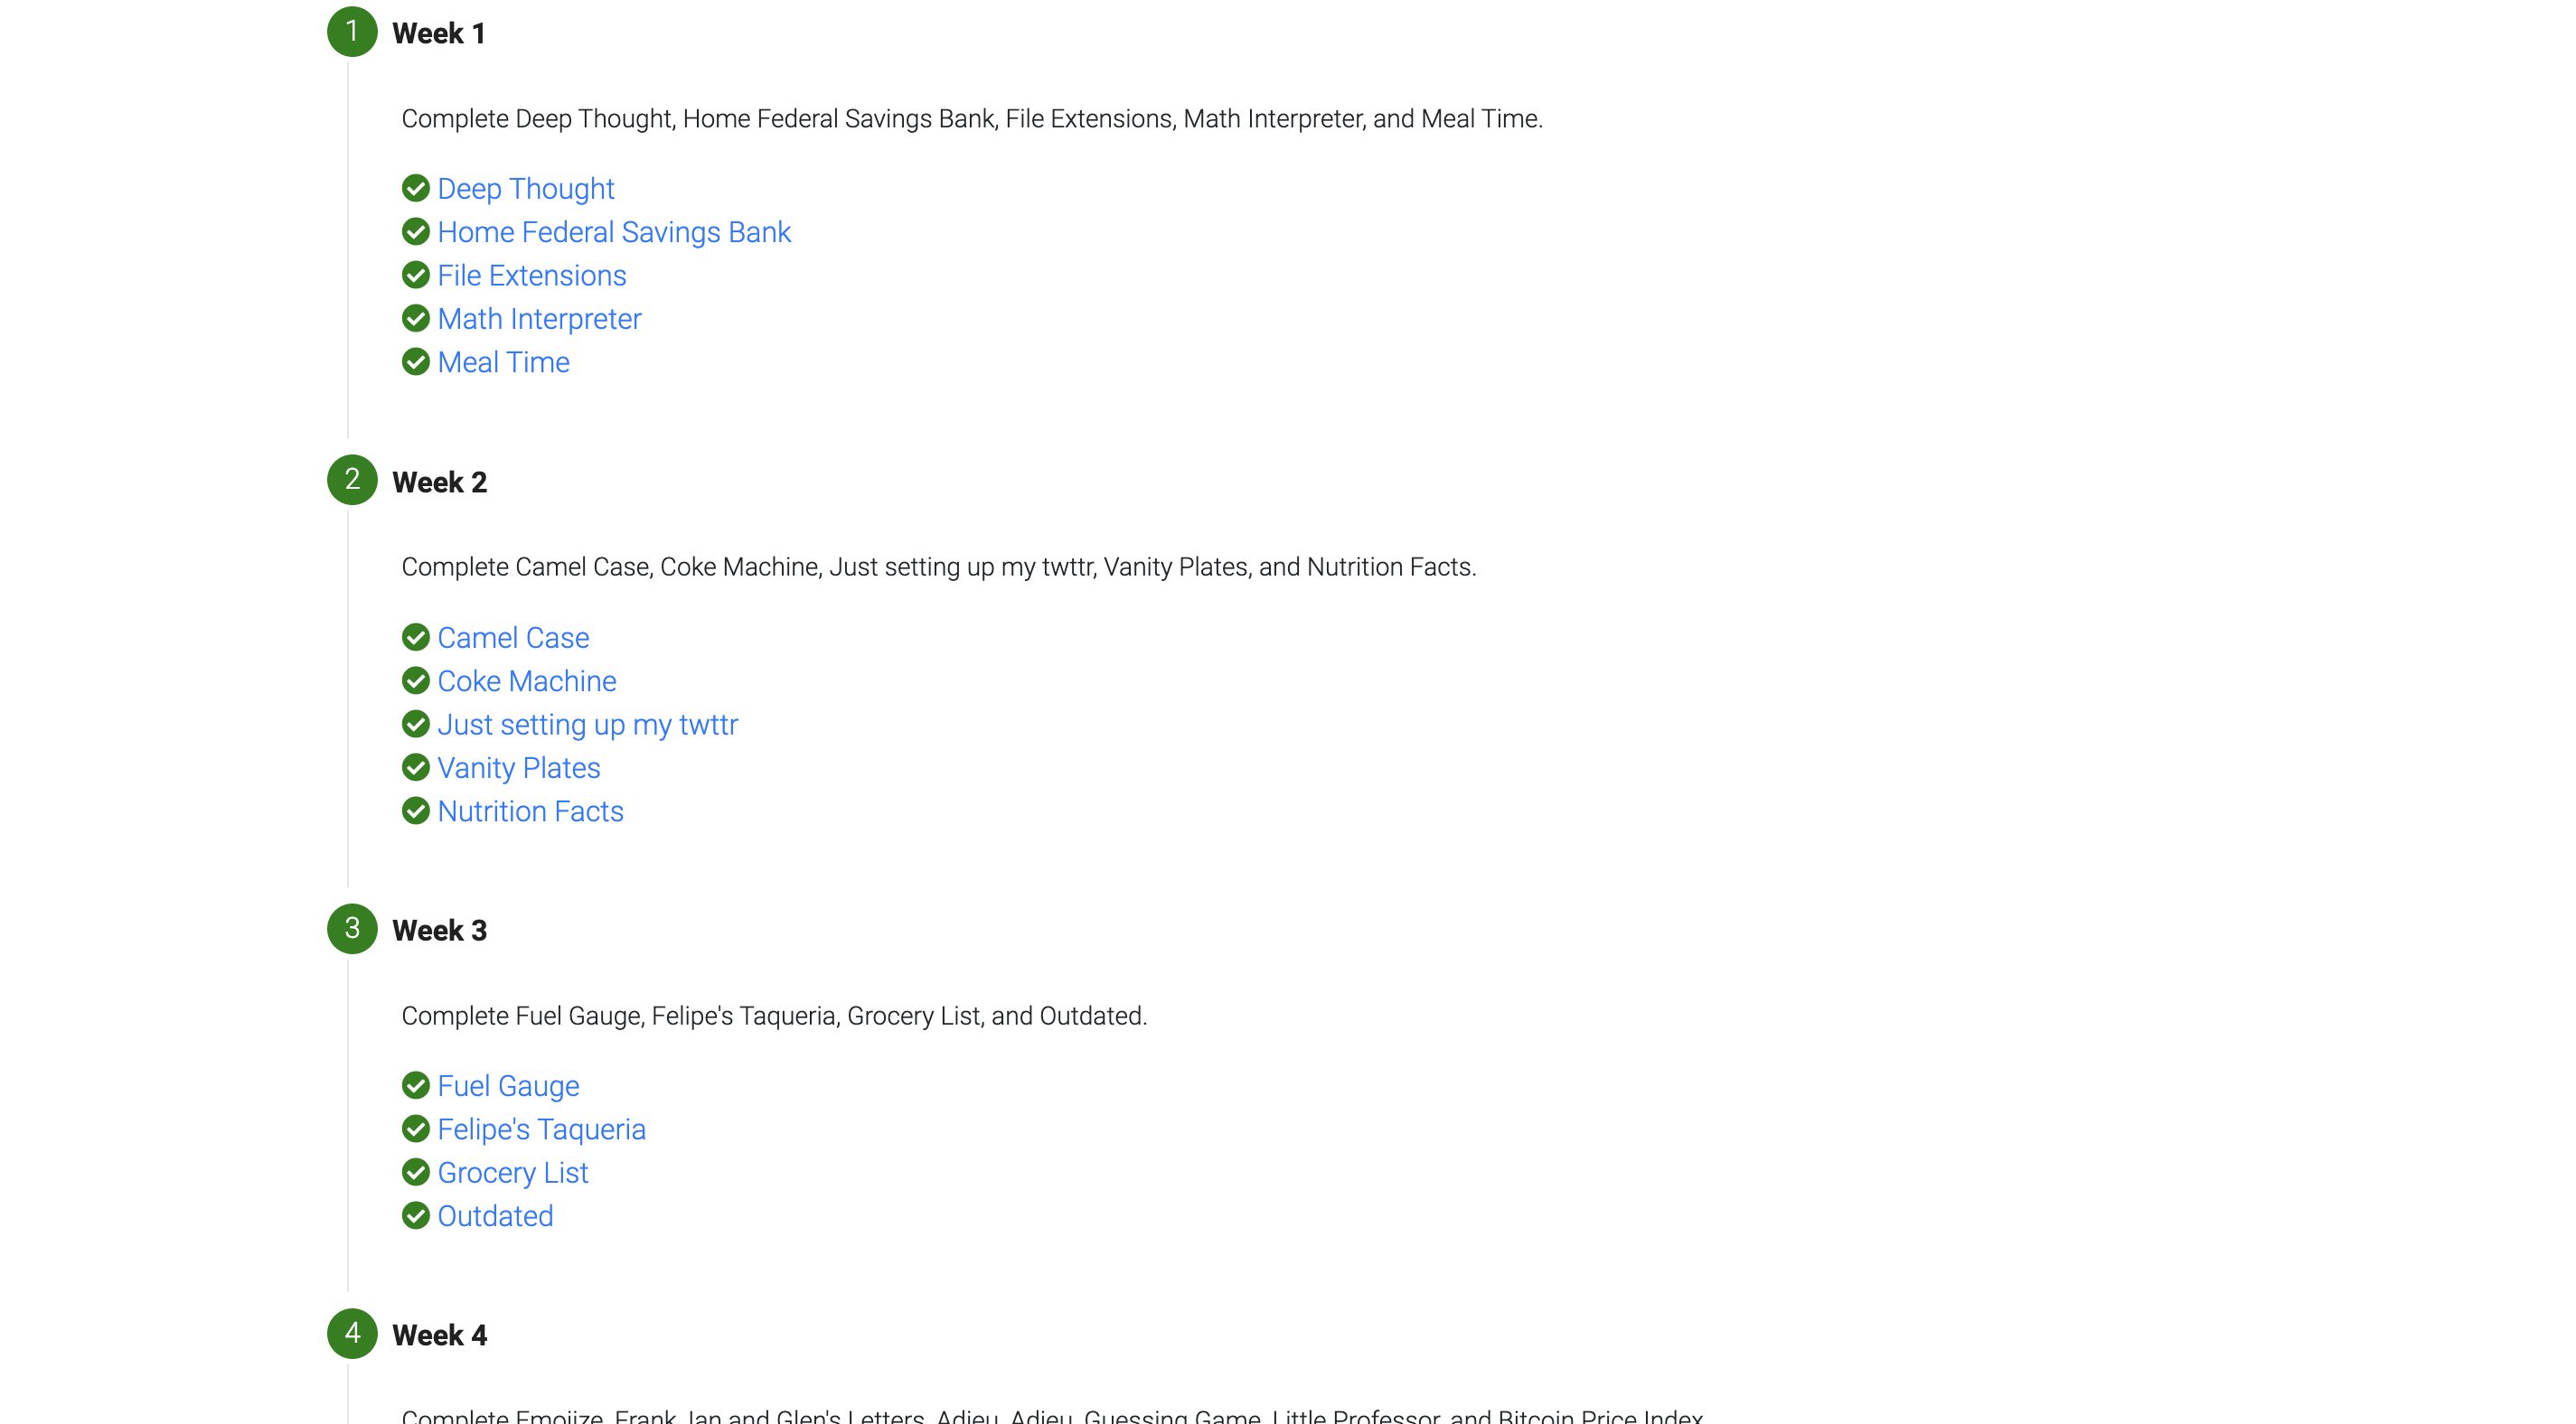 1 Week 1
Complete Deep Thought, Home Federal Savings Bank, File Extensions, Math Interpreter, and Meal Time.
Deep Thought
Home Federal Savings Bank
File Extensions
Math Interpreter
Meal Time
2 Week 2
Complete Camel Case, Coke Machine, Just setting up my twttr, Vanity Plates, and Nutrition Facts.
Camel Case
Coke Machine
Just setting up my twttr
Vanity Plates
Nutrition Facts
3 Week 3
Complete Fuel Gauge, Felipe's Taqueria, Grocery List, and Outdated.
Fuel Gauge
Felipe's Taqueria
Grocery List
Outdated
4 Week 4
Complete Emojize, Frank, Ian and Glen's Letters, Adieu, Adieu, Guessing Game, Little Professor, and Bitcoin Price Index.